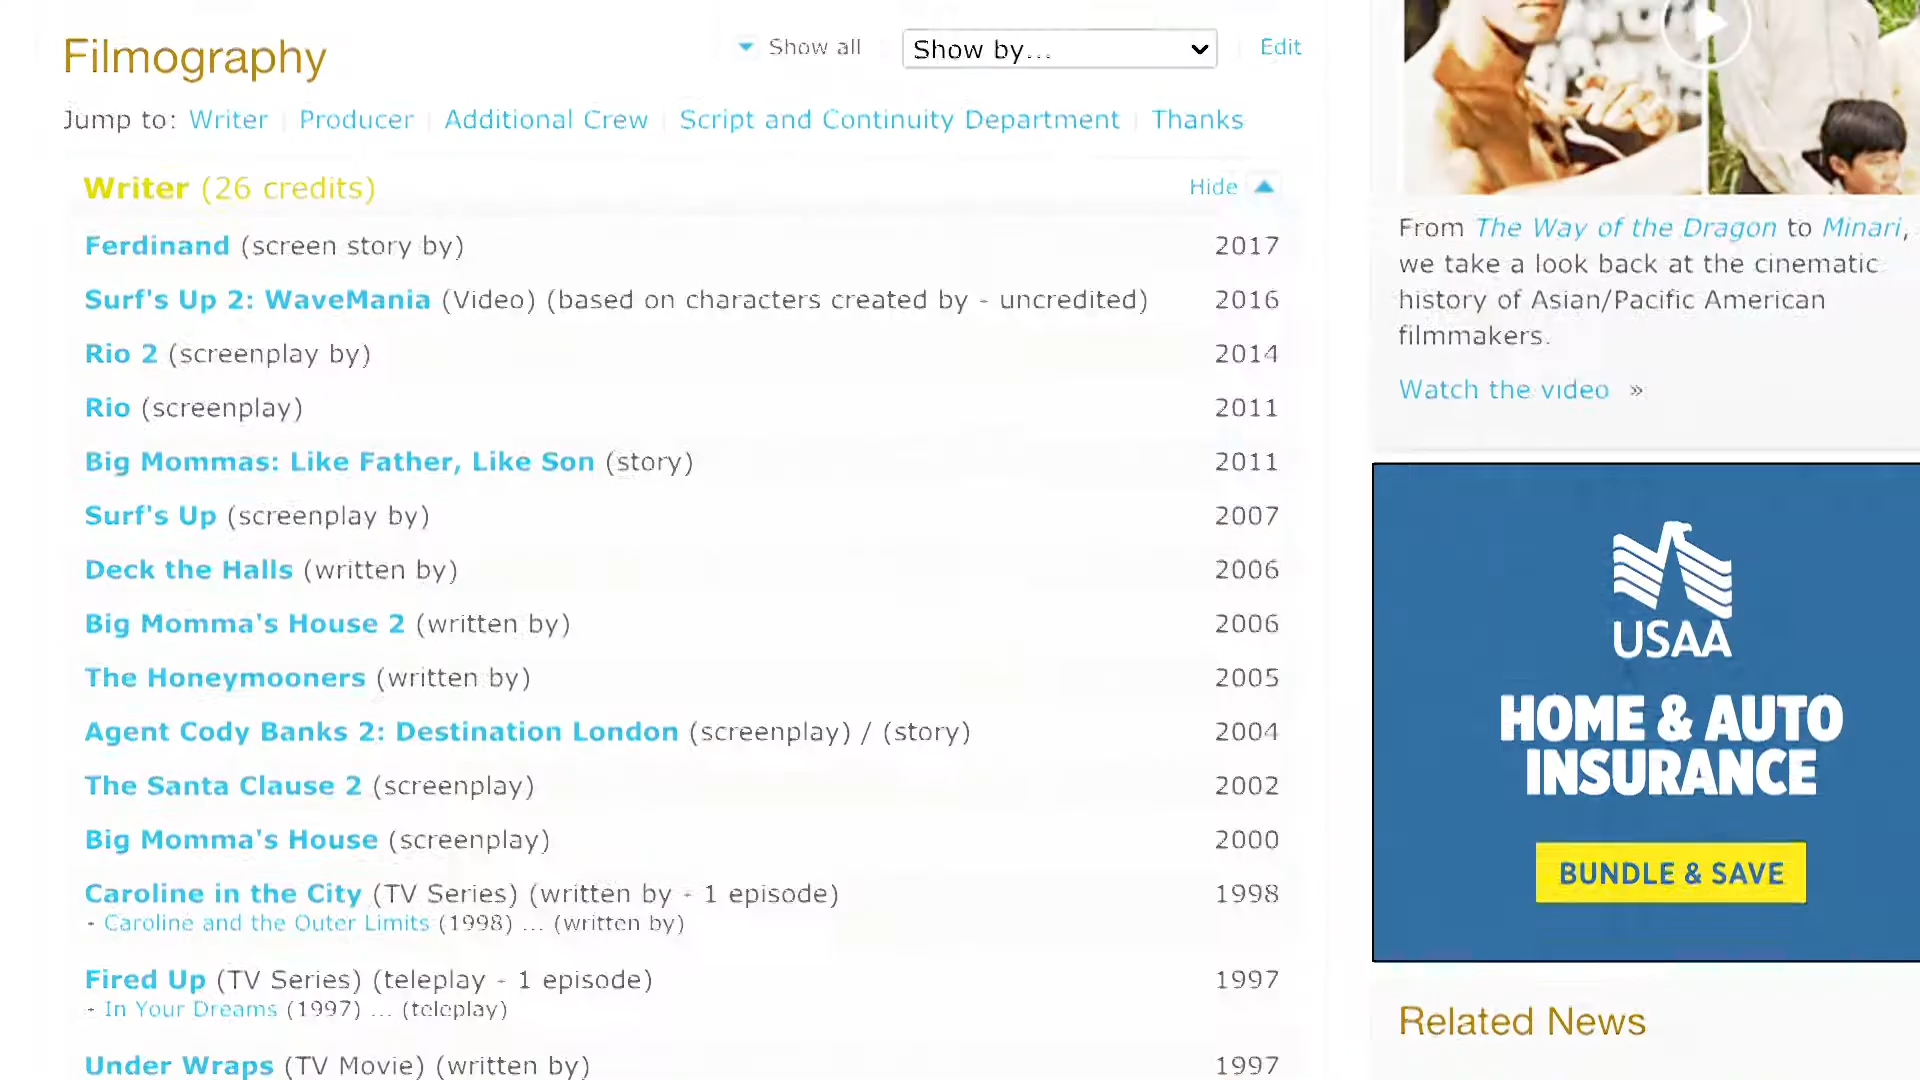 Filmography
Show all
Show by...
Edit
Jump to: Writer | Producer | Additional Crew | Script and Continuity Department | Thanks
Writer (26 credits)
Hide
Ferdinand (screen story by) 2017
Surf's Up 2: WaveMania (Video) (based on characters created by - uncredited) 2016
Rio 2 (screenplay by) 2014
Rio (screenplay) 2011
Big Mommas: Like Father, Like Son (story) 2011
Surf's Up (screenplay by) 2007
Deck the Halls (written by) 2006
Big Momma's House 2 (written by) 2006
The Honeymooners (written by) 2005
Agent Cody Banks 2: Destination London (screenplay) / (story) 2004
The Santa Clause 2 (screenplay) 2002
Big Momma's House (screenplay) 2000
Caroline in the City (TV Series) (written by - 1 episode) 1998
- Caroline and the Outer Limits (1998) ... (written by)
Fired Up (TV Series) (teleplay - 1 episode) 1997
- In Your Dreams (1997) ... (teleplay)
Under Wraps (TV Movie) (written by) 1997
From The Way of the Dragon to Minari,
we take a look back at the cinematic
history of Asian/Pacific American
filmmakers.
Watch the video »
USAA
HOME & AUTO
INSURANCE
BUNDLE & SAVE
Related News